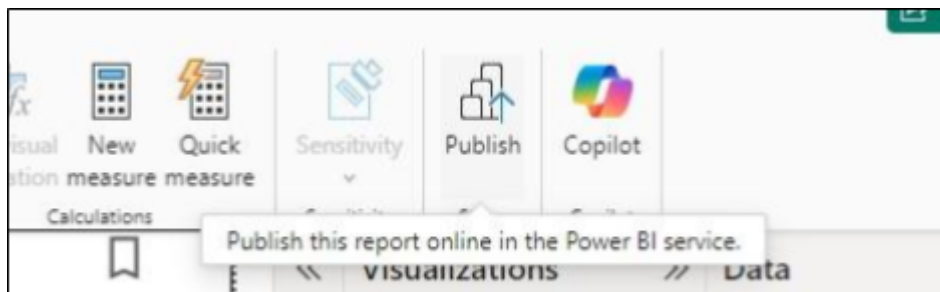 New Quick Sensitivity Publish Copilot
measure measure
Calculations
Publish this report online in the Power BI service.
Visualizations Data